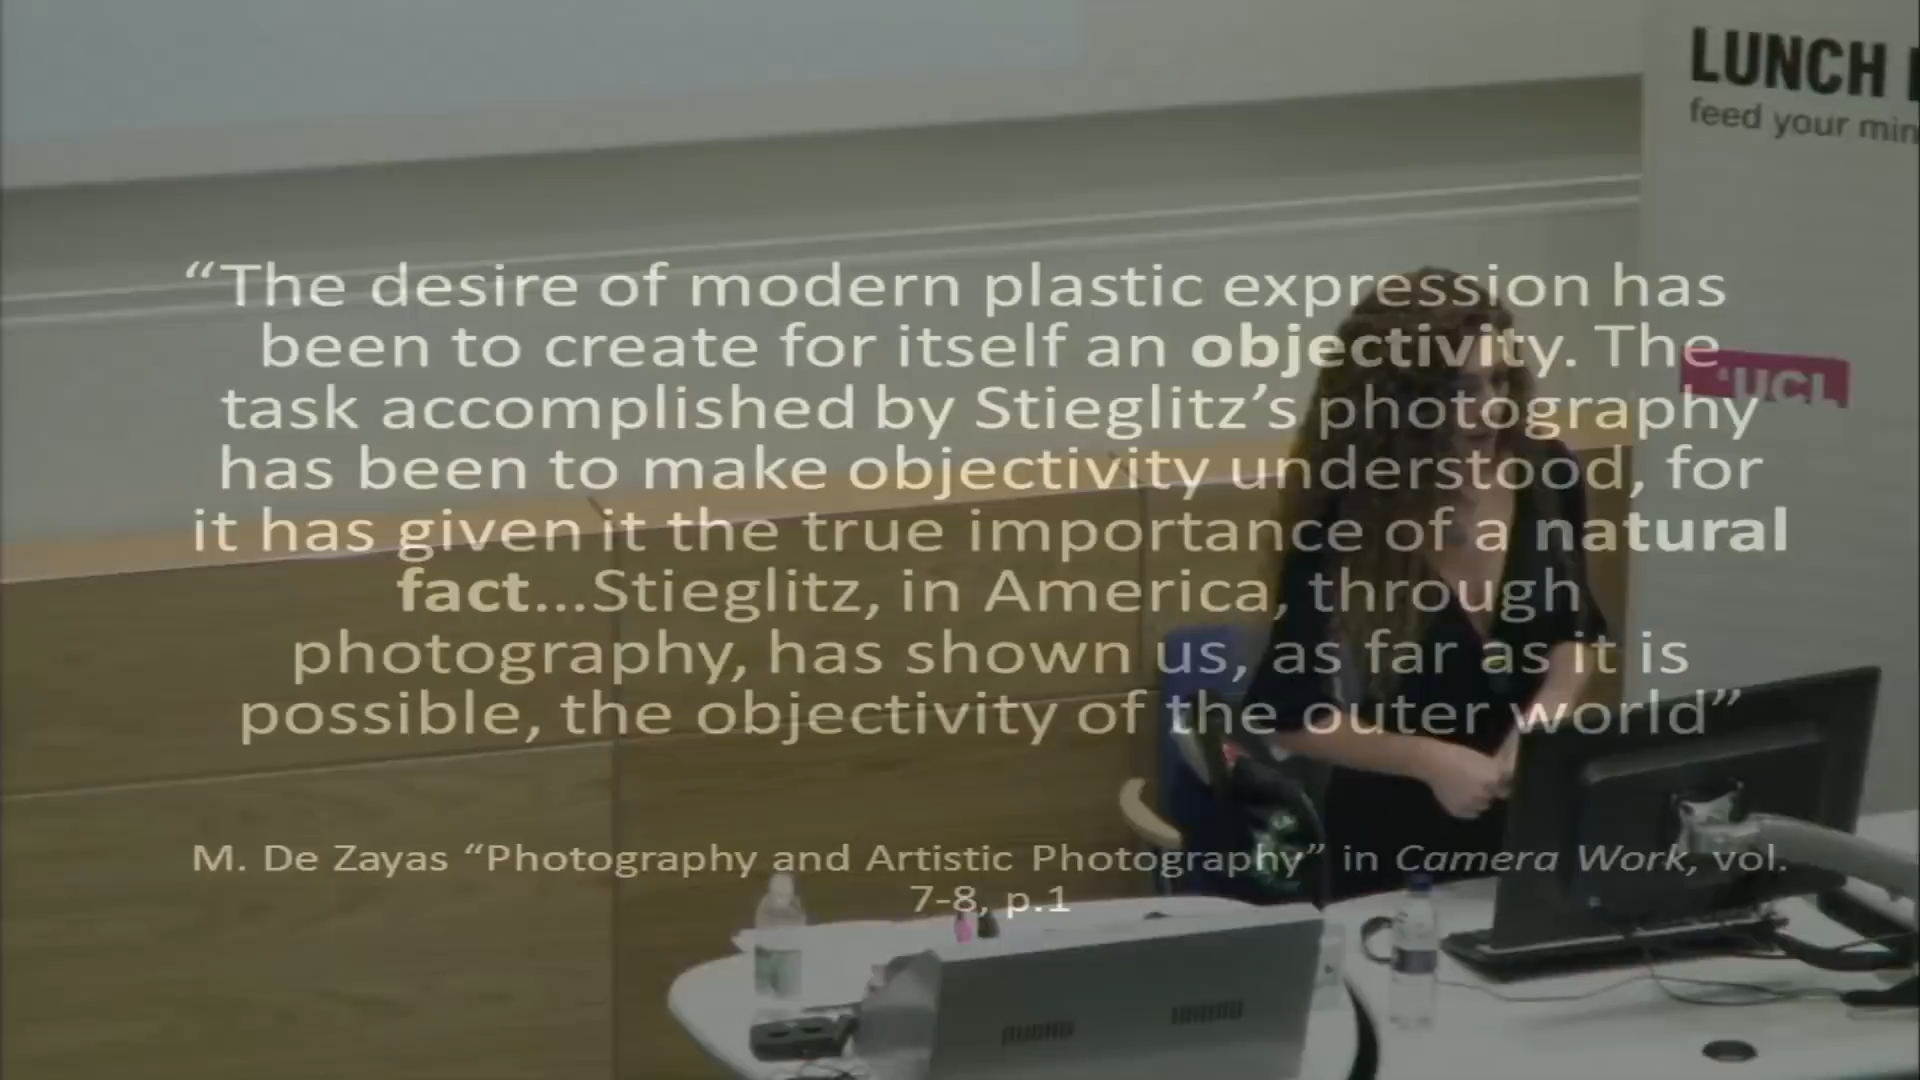 LUNCH
feed your min
UCL
“The desire of modern plastic expression has
been to create for itself an objectivity. The
task accomplished by Stieglitz’s photography
has been to make objectivity understood, for
it has given it the true importance of a natural
fact...Stieglitz, in America, through
photography, has shown us, as far as it is
possible, the objectivity of the outer world”
M. De Zayas “Photography and Artistic Photography” in Camera Work, vol.
7-8, p.1